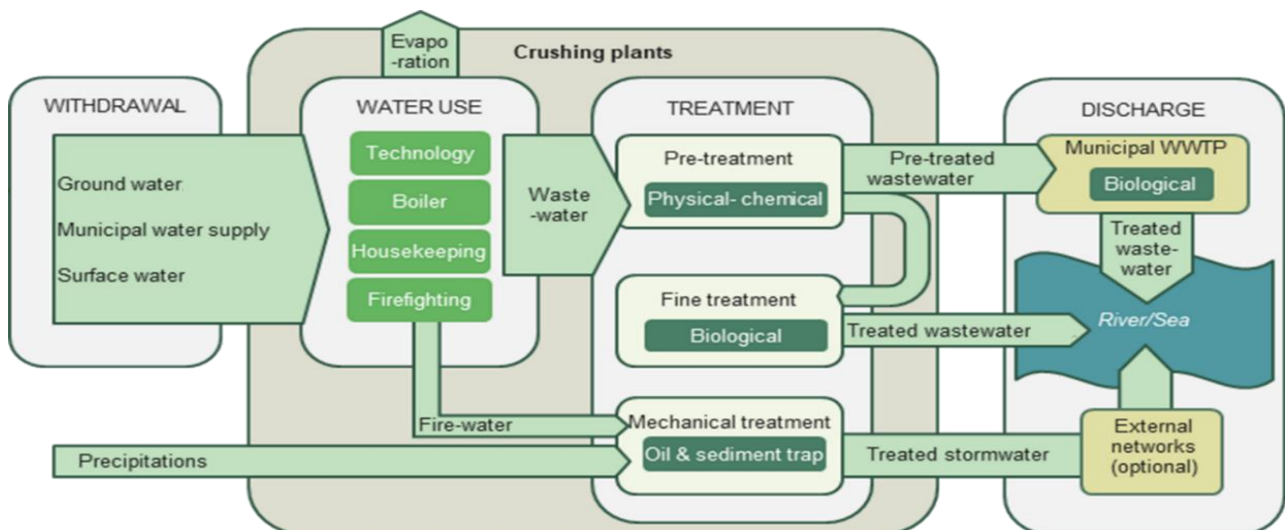 Evapo
-ration
Crushing plants
WITHDRAWAL
WATER USE
TREATMENT
DISCHARGE
Ground water
Municipal water supply
Surface water
Technology
Boiler
Housekeeping
Firefighting
Waste
-water
Pre-treatment
Physical- chemical
Pre-treated
wastewater
Municipal WWTP
Biological
Treated
waste-
water
Fine treatment
Biological
Treated wastewater
River/Sea
Fire-water
Mechanical treatment
Oil & sediment trap
Precipitations
Treated stormwater
External
networks
(optional)